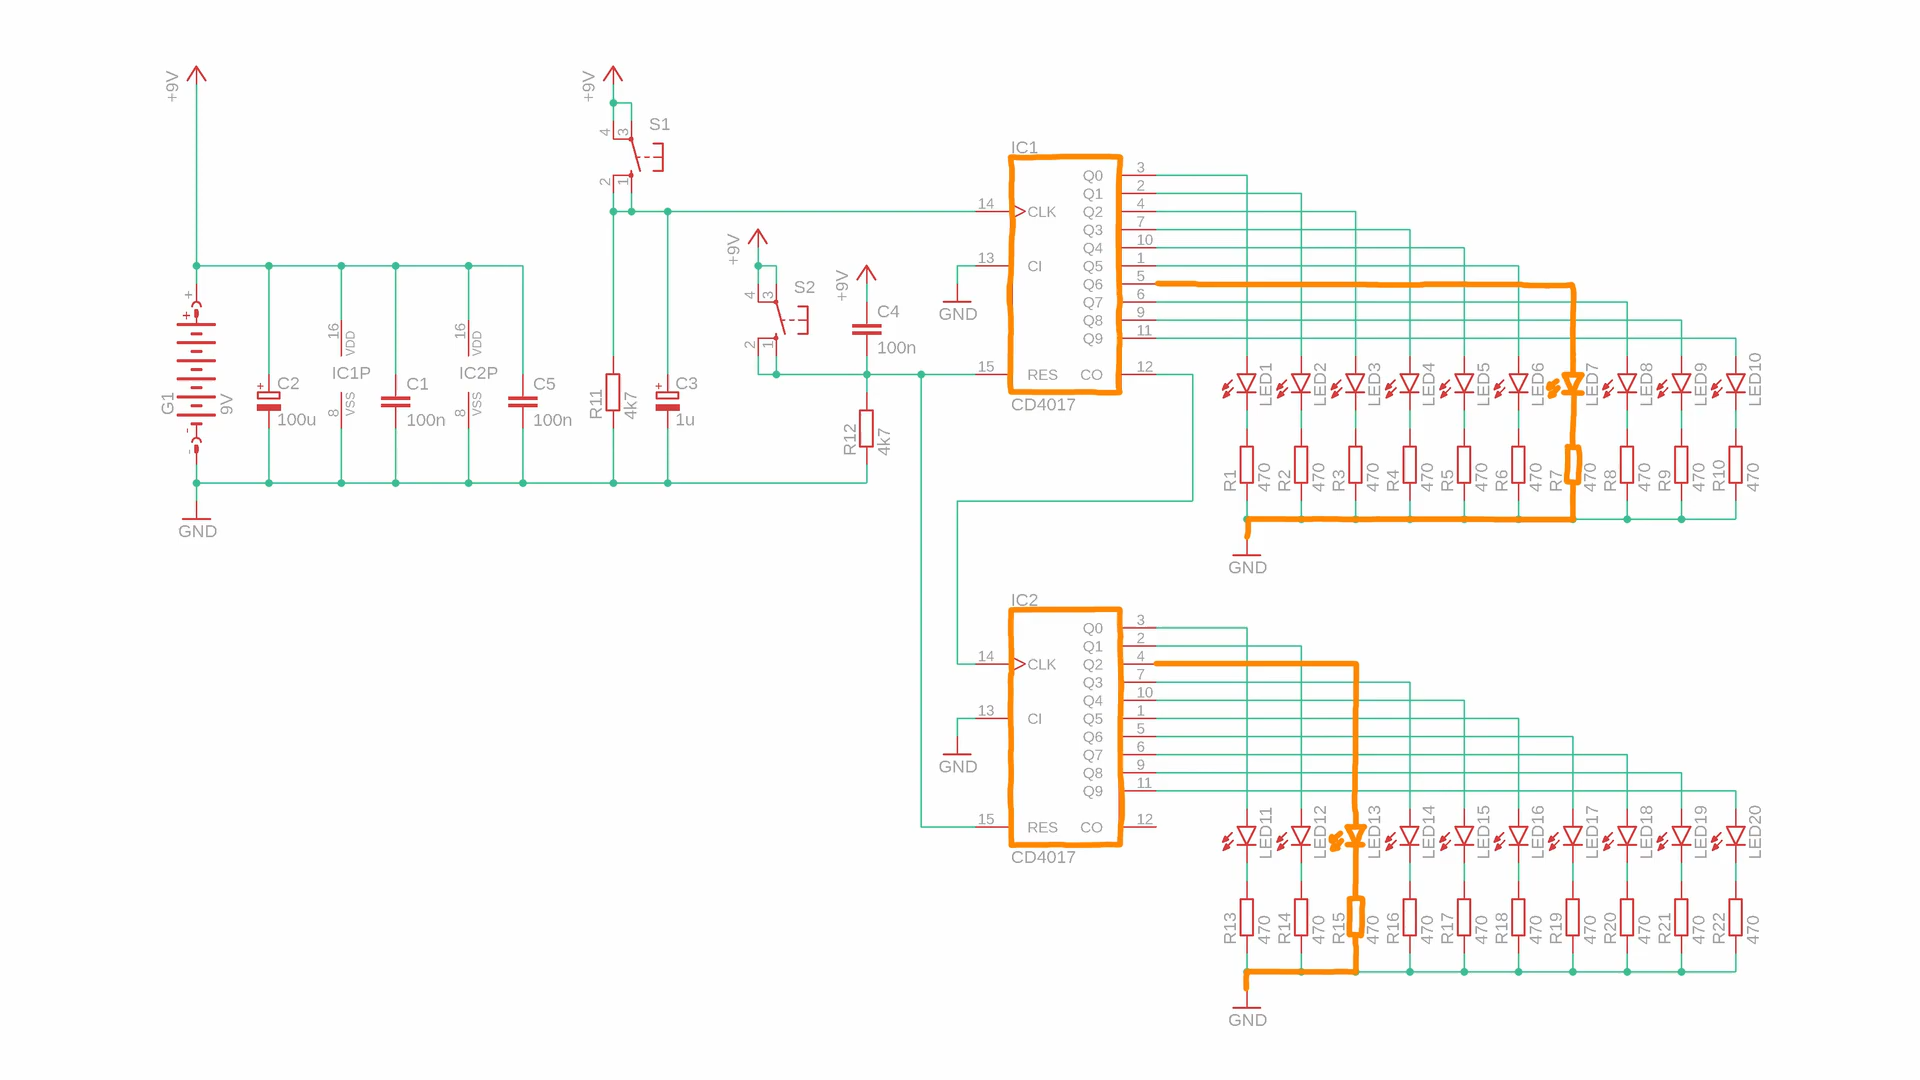 +9V
+9V
4
3
S1
2
1
IC1
14
CLK
13
CI
GND
15
RES
CO
12
CD4017
Q0
3
Q1
2
Q2
4
Q3
7
Q4
10
Q5
1
Q6
5
Q7
6
Q8
9
Q9
11
+9V
4
3
S2
2
1
+9V
C4
100n
+
+
-
-
G1
9V
GND
+
C2
100u
16
VDD
IC1P
8
VSS
C1
100n
16
VDD
IC2P
8
VSS
C5
100n
R11
4k7
+
C3
1u
R12
4k7
LED1
LED2
LED3
LED4
LED5
LED6
LED7
LED8
LED9
LED10
R1
470
R2
470
R3
470
R4
470
R5
470
R6
470
R7
470
R8
470
R9
470
R10
470
GND
IC2
14
CLK
13
CI
GND
15
RES
CO
12
CD4017
Q0
3
Q1
2
Q2
4
Q3
7
Q4
10
Q5
1
Q6
5
Q7
6
Q8
9
Q9
11
LED11
LED12
LED13
LED14
LED15
LED16
LED17
LED18
LED19
LED20
R13
470
R14
470
R15
470
R16
470
R17
470
R18
470
R19
470
R20
470
R21
470
R22
470
GND